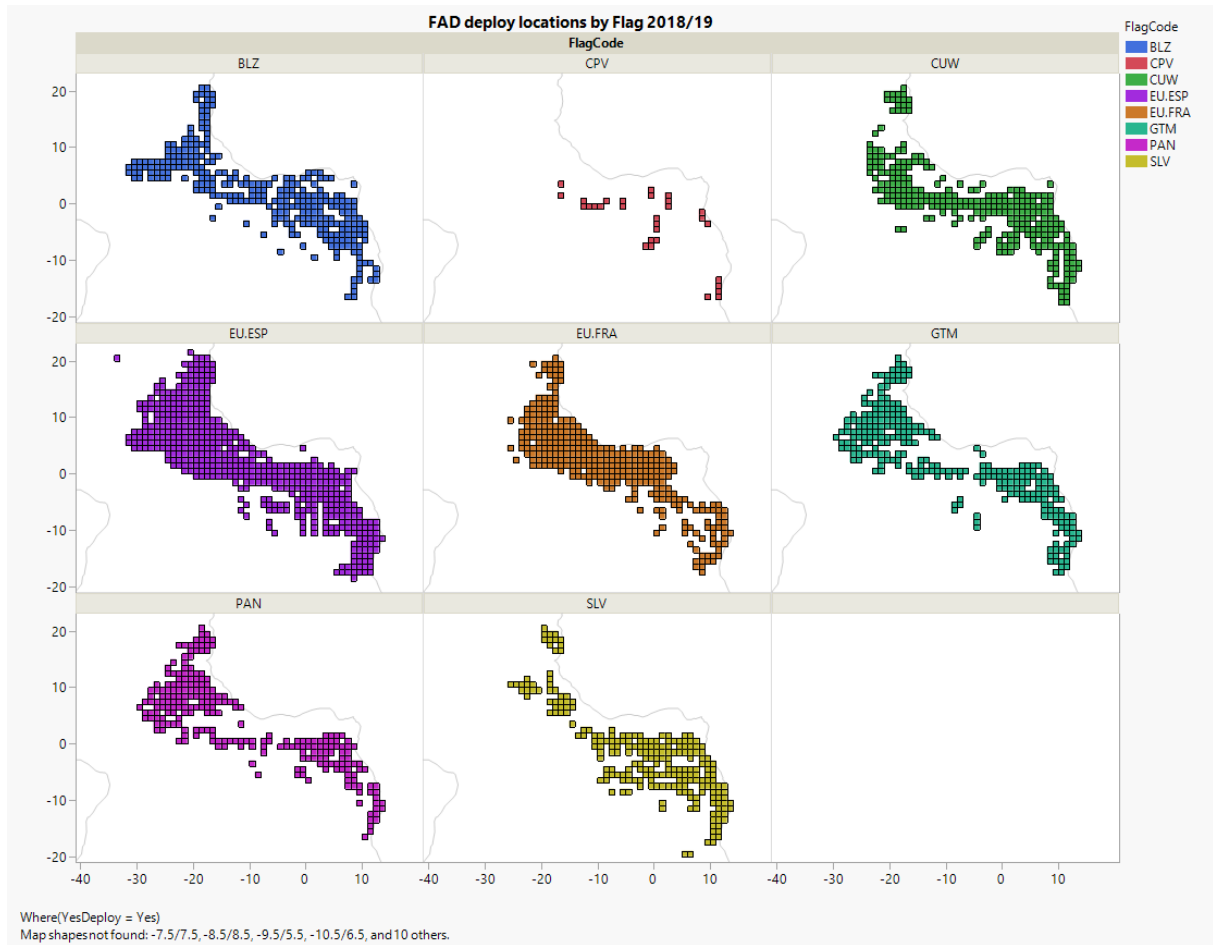 FAD deploy locations by Flag 2018/19
FlagCode
FlagCode
BLZ
CPV
CUW
EU.ESP
EU.FRA
GTM
PAN
SLV
BLZ CPV CUW
20
10
0
-10
-20
EU.ESP EU.FRA GTM
20
10
0
-10
-20
PAN SLV
20
10
0
-10
-20
-40 -30 -20 -10 0 10 -40 -30 -20 -10 0 10 -40 -30 -20 -10 0 10
Where(YesDeploy = Yes)
Map shapes not found: -7.5/7.5, -8.5/8.5, -9.5/5.5, -10.5/6.5, and 10 others.